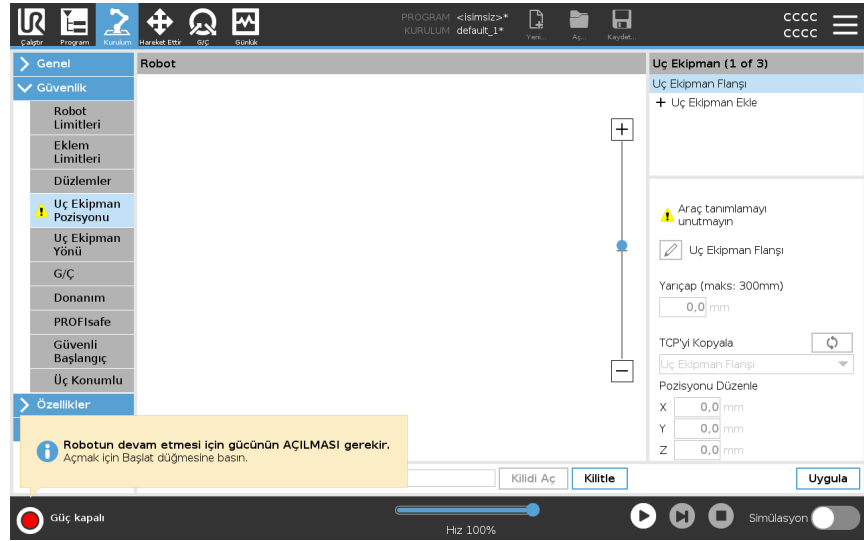 PROGRAM <isimsiz>*
KURULUM default_1*
Çalıştır Program Kurulum Hareket Ettir G/Ç Günlük
Yeni... Aç... Kaydet...
cccc
cccc
Genel
Güvenlik
Robot
Limitleri
Eklem
Limitleri
Düzlemler
Uç Ekipman
Pozisyonu
Uç Ekipman
Yönü
G/Ç
Donanım
PROFIsafe
Güvenli
Başlangıç
Üç Konumlu
Özellikler
Robot
Uç Ekipman (1 of 3)
Uç Ekipman Flanşı
+ Uç Ekipman Ekle
Araç tanımlamayı
unutmayın
Uç Ekipman Flanşı
Yarıçap (maks: 300mm)
0,0 mm
TCP'yi Kopyala
Uç Ekipman Flanşı
Pozisyonu Düzenle
X 0,0 mm
Y 0,0 mm
Z 0,0 mm
Robotun devam etmesi için gücünün AÇILMASI gerekir.
Açmak için Başlat düğmesine basın.
Kilidi Aç Kilitle Uygula
Güç kapalı
Hız 100%
Simülasyon